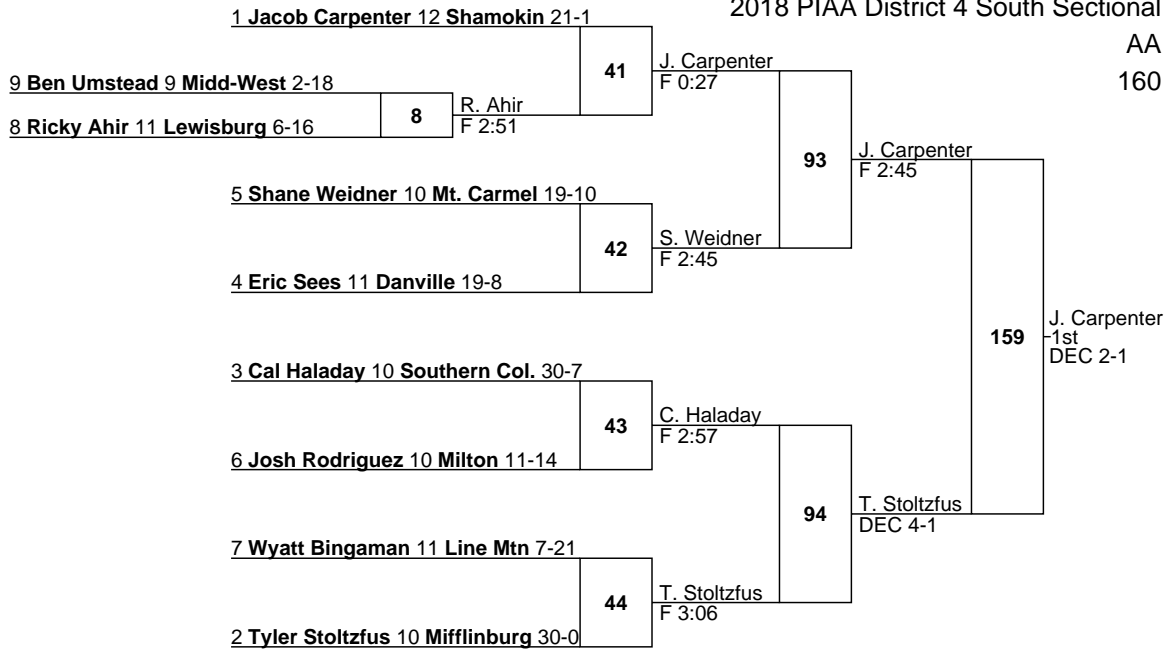 2018 PIAA District 4 South Sectional
AA
160
1 Jacob Carpenter 12 Shamokin 21-1
9 Ben Umstead 9 Midd-West 2-18
8 Ricky Ahir 11 Lewisburg 6-16
8
R. Ahir
F 2:51
41
J. Carpenter
F 0:27
5 Shane Weidner 10 Mt. Carmel 19-10
4 Eric Sees 11 Danville 19-8
42
S. Weidner
F 2:45
93
J. Carpenter
F 2:45
3 Cal Haladay 10 Southern Col. 30-7
6 Josh Rodriguez 10 Milton 11-14
43
C. Haladay
F 2:57
7 Wyatt Bingaman 11 Line Mtn 7-21
2 Tyler Stoltzfus 10 Mifflinburg 30-0
44
T. Stoltzfus
F 3:06
94
T. Stoltzfus
DEC 4-1
159
J. Carpenter
1st
DEC 2-1